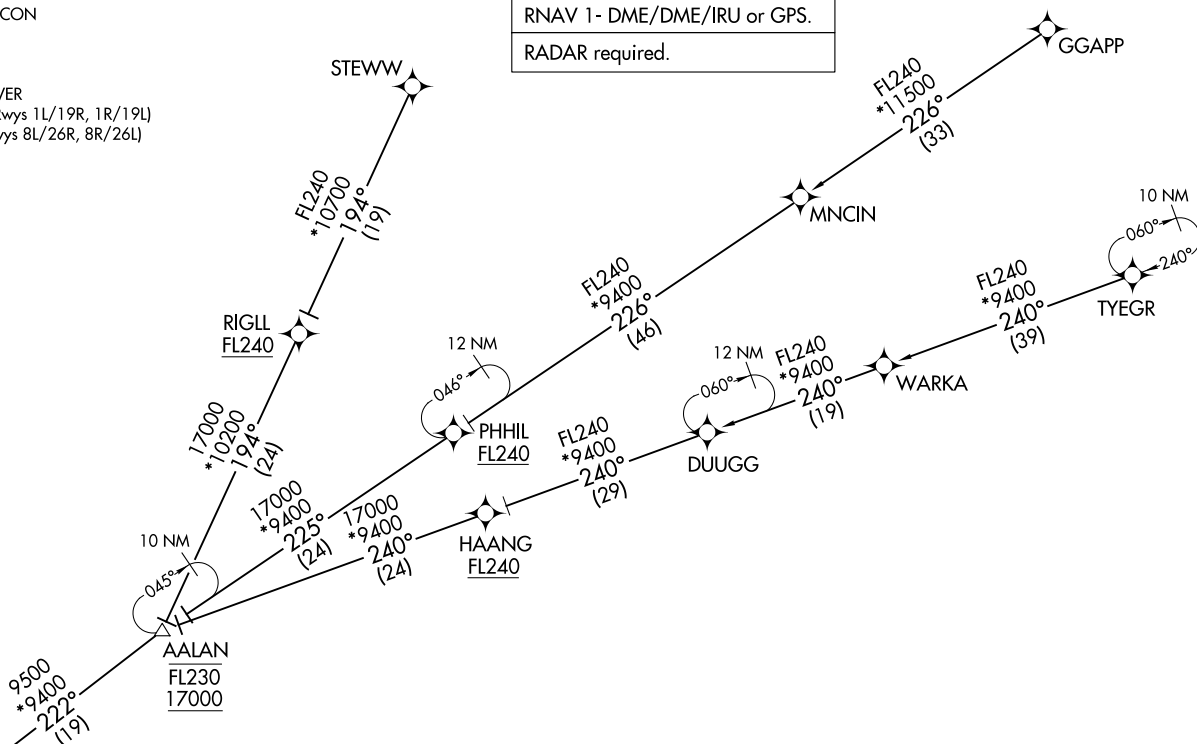 CON
VER
Rwys 1L/19R, 1R/19L)
wys 8L/26R, 8R/26L)
RNAV 1- DME/DME/IRU or GPS.
RADAR required.
GGAPP
STEWW
FL240
*11500
226°
(33)
MNCIN
FL240
*10700
194°
(19)
10 NM
060°
240°
TYEGR
FL240
*9400
240°
(39)
FL240
*9400
226°
(46)
RIGLL
FL240
12 NM
046°
12 NM
060°
FL240
*9400
240°
(19)
WARKA
17000
*10200
194°
(24)
PHHIL
FL240
FL240
*9400
240°
(29)
DUUGG
17000
*9400
225°
(24)
17000
*9400
240°
(24)
HAANG
FL240
10 NM
045°
AALAN
FL230
17000
9500
*9400
222°
(19)